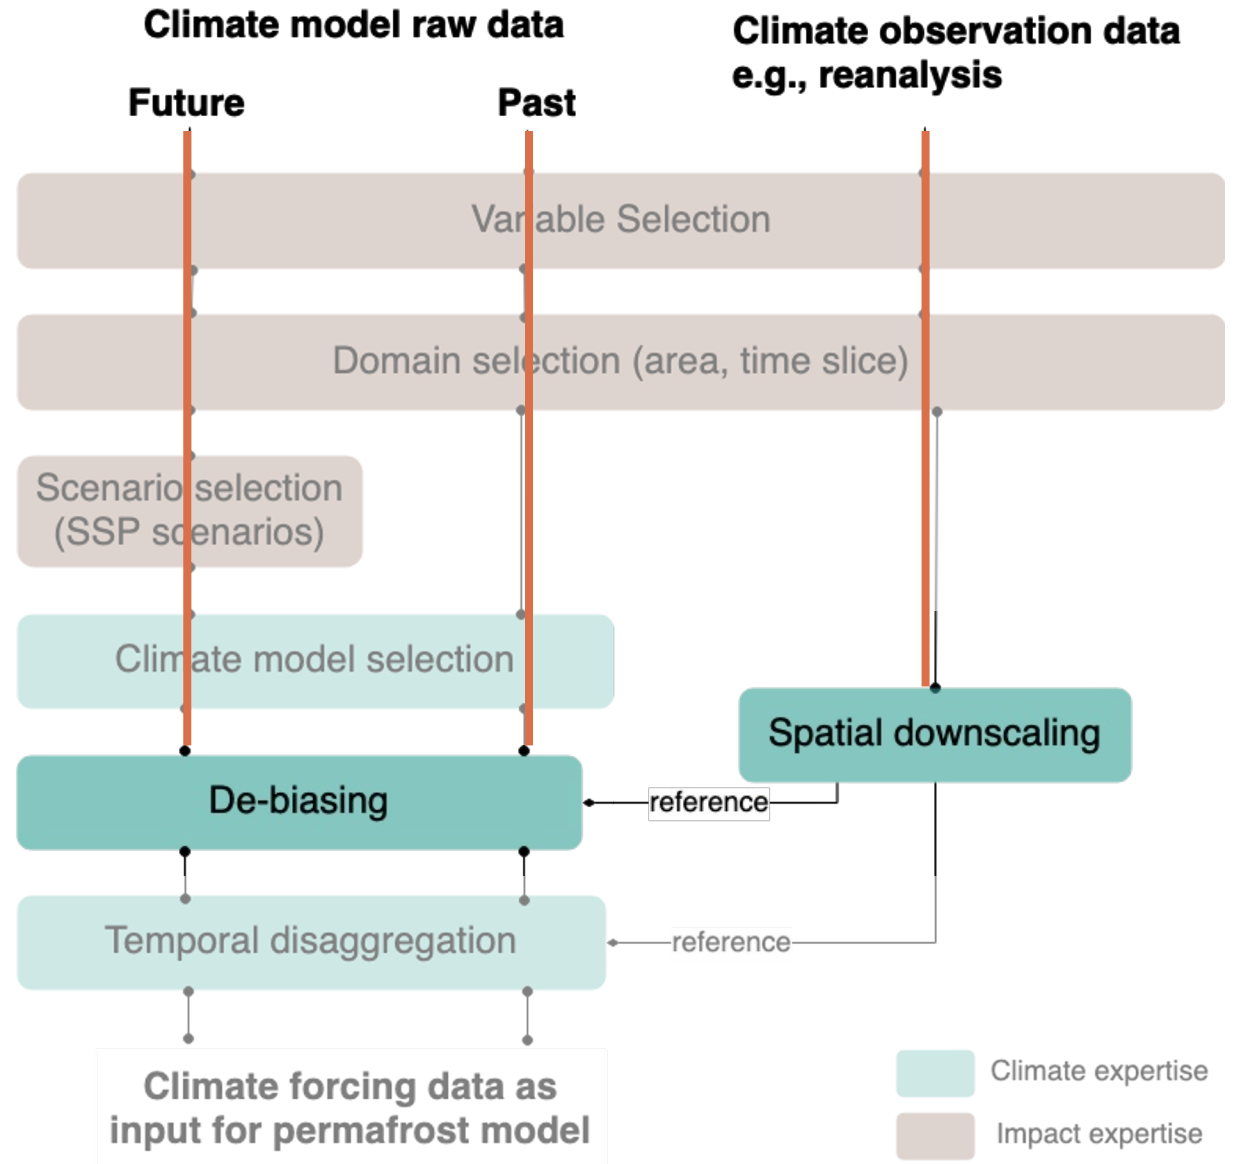 Climate model raw data
Climate observation data
e.g., reanalysis
Future
Past
Variable Selection
Domain selection (area, time slice)
Scenario selection
(SSP scenarios)
Climate model selection
Spatial downscaling
De-biasing
reference
Temporal disaggregation
reference
Climate forcing data as
input for permafrost model
Climate expertise
Impact expertise